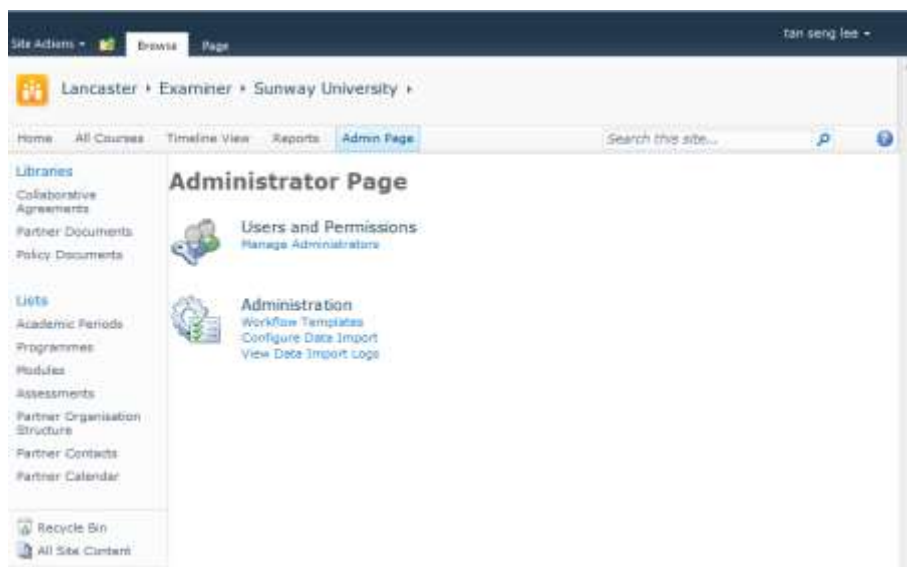 Site Actions
Browse
Page
tan seng lee
Lancaster
Examiner
Sunway University
Home
All Courses
Timeline View
Reports
Admin Page
Search this site...
Libraries
Collaborative
Agreements
Partner Documents
Policy Documents
Lists
Academic Periods
Programmes
Modules
Assessments
Partner Organisation
Structure
Partner Contacts
Partner Calendar
Recycle Bin
All Site Content
Administrator Page
Users and Permissions
Manage Administrators
Administration
Workflow Templates
Configure Data Import
View Data Import Logs